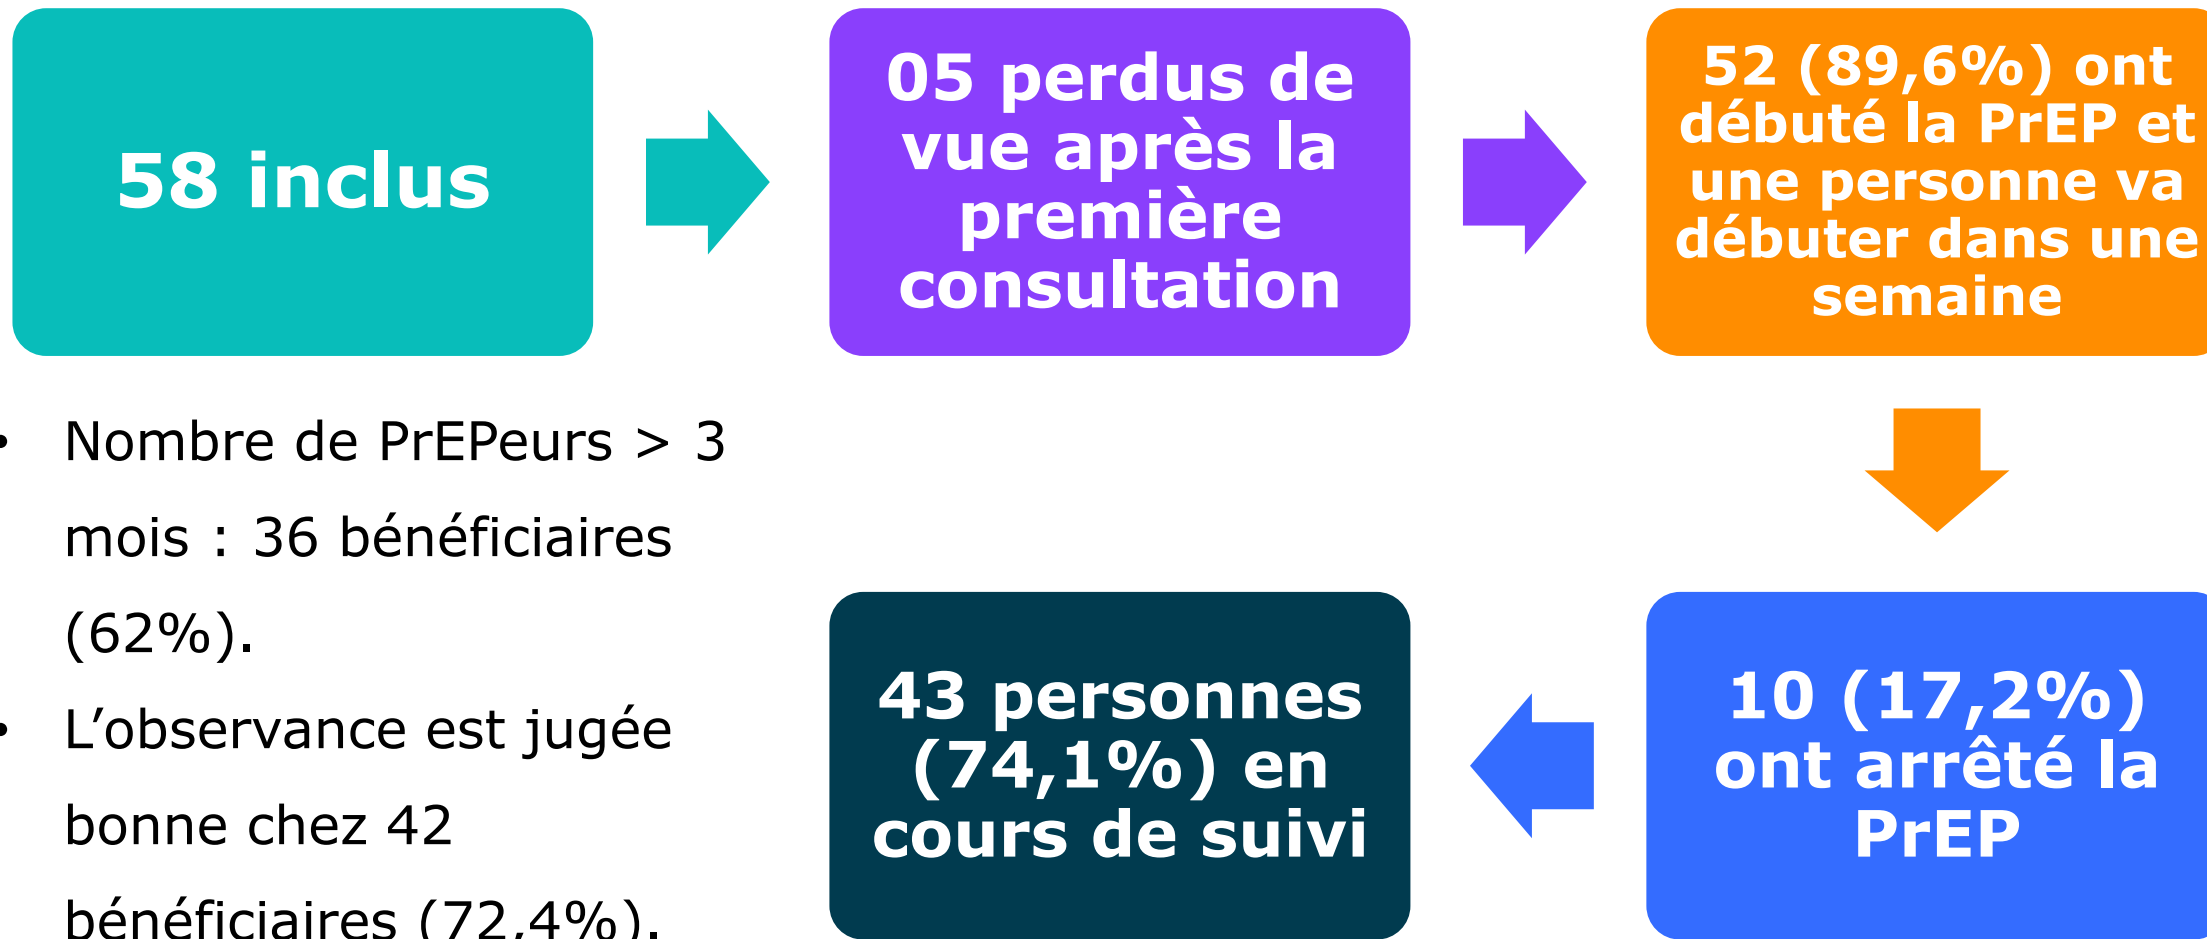 58 inclus
05 perdus de
vue après la
première
consultation
52 (89,6%) ont
débuté la PrEP et
une personne va
débuter dans une
semaine
10 (17,2%)
ont arrêté la
PrEP
43 personnes
(74,1%) en
cours de suivi
• Nombre de PrEPeurs > 3
mois : 36 bénéficiaires
(62%).
• L’observance est jugée
bonne chez 42
bénéficiaires (72,4%).